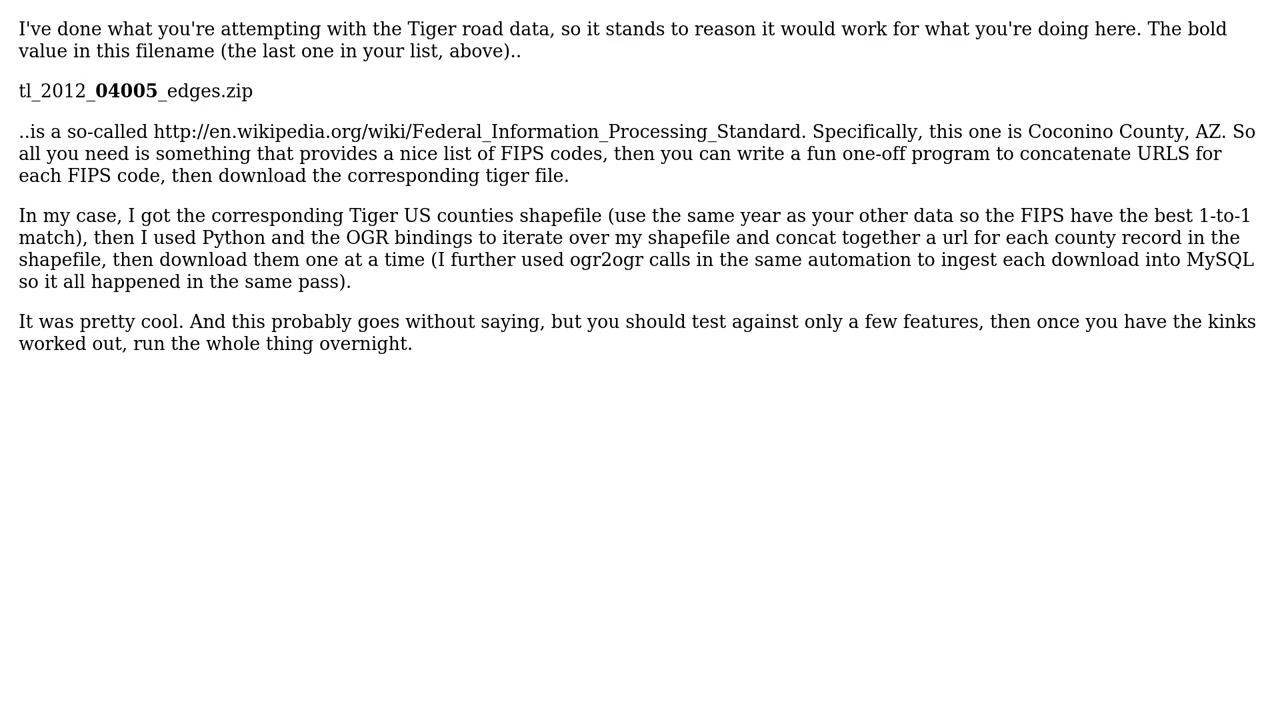 I've done what you're attempting with the Tiger road data, so it stands to reason it would work for what you're doing here. The bold
value in this filename (the last one in your list, above)..
tl_2012_04005_edges.zip
..is a so-called http://en.wikipedia.org/wiki/Federal_Information_Processing_Standard. Specifically, this one is Coconino County, AZ. So
all you need is something that provides a nice list of FIPS codes, then you can write a fun one-off program to concatenate URLS for
each FIPS code, then download the corresponding tiger file.
In my case, I got the corresponding Tiger US counties shapefile (use the same year as your other data so the FIPS have the best 1-to-1
match), then I used Python and the OGR bindings to iterate over my shapefile and concat together a url for each county record in the
shapefile, then download them one at a time (I further used ogr2ogr calls in the same automation to ingest each download into MySQL
so it all happened in the same pass).
It was pretty cool. And this probably goes without saying, but you should test against only a few features, then once you have the kinks
worked out, run the whole thing overnight.